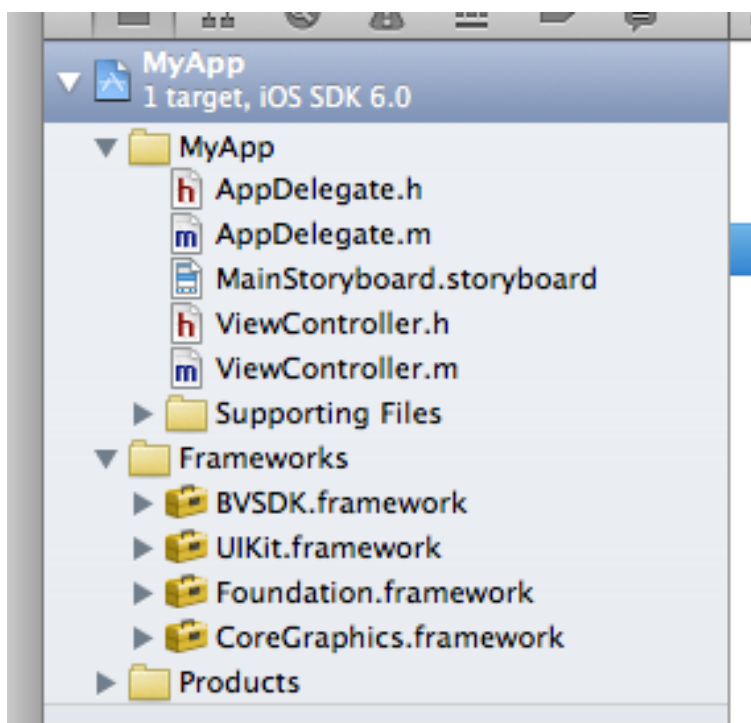 MyApp
1 target, iOS SDK 6.0
MyApp
h AppDelegate.h
m AppDelegate.m
MainStoryboard.storyboard
h ViewController.h
m ViewController.m
Supporting Files
Frameworks
BVSDK.framework
UIKit.framework
Foundation.framework
CoreGraphics.framework
Products